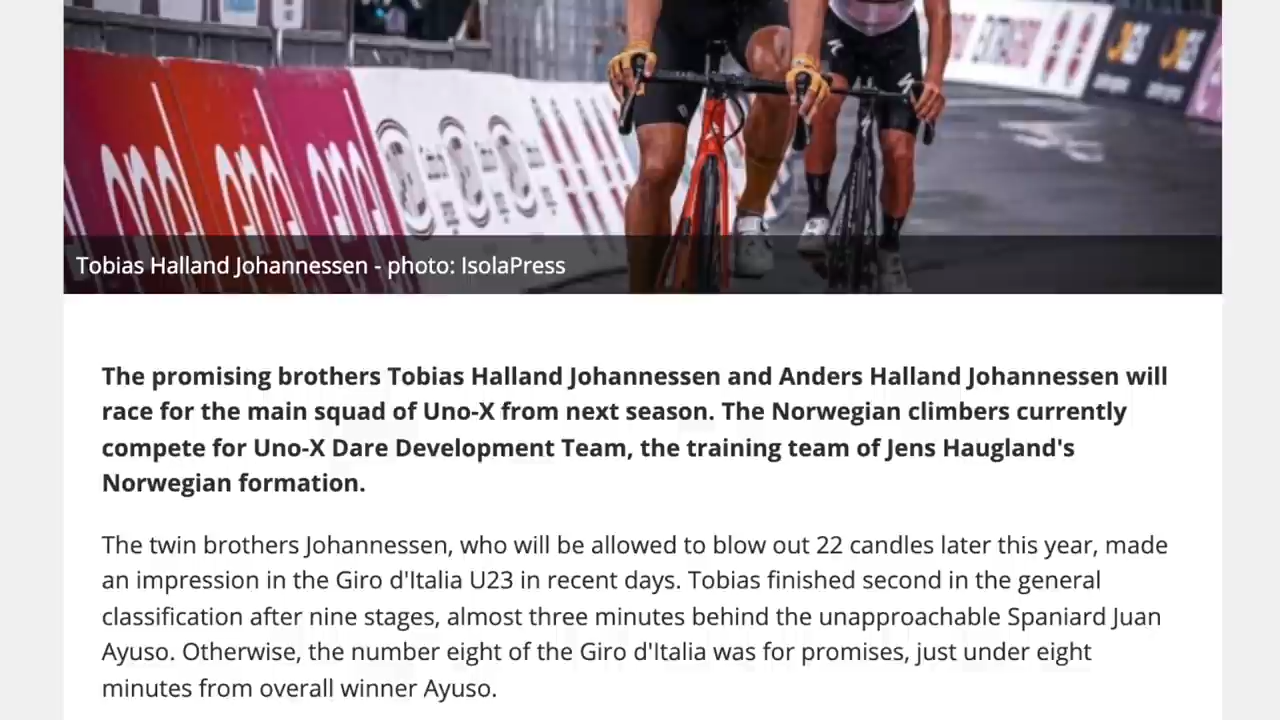 enel enel enel
Tobias Halland Johannessen - photo: IsolaPress
The promising brothers Tobias Halland Johannessen and Anders Halland Johannessen will
race for the main squad of Uno-X from next season. The Norwegian climbers currently
compete for Uno-X Dare Development Team, the training team of Jens Haugland's
Norwegian formation.
The twin brothers Johannessen, who will be allowed to blow out 22 candles later this year, made
an impression in the Giro d'Italia U23 in recent days. Tobias finished second in the general
classification after nine stages, almost three minutes behind the unapproachable Spaniard Juan
Ayuso. Otherwise, the number eight of the Giro d'Italia was for promises, just under eight
minutes from overall winner Ayuso.